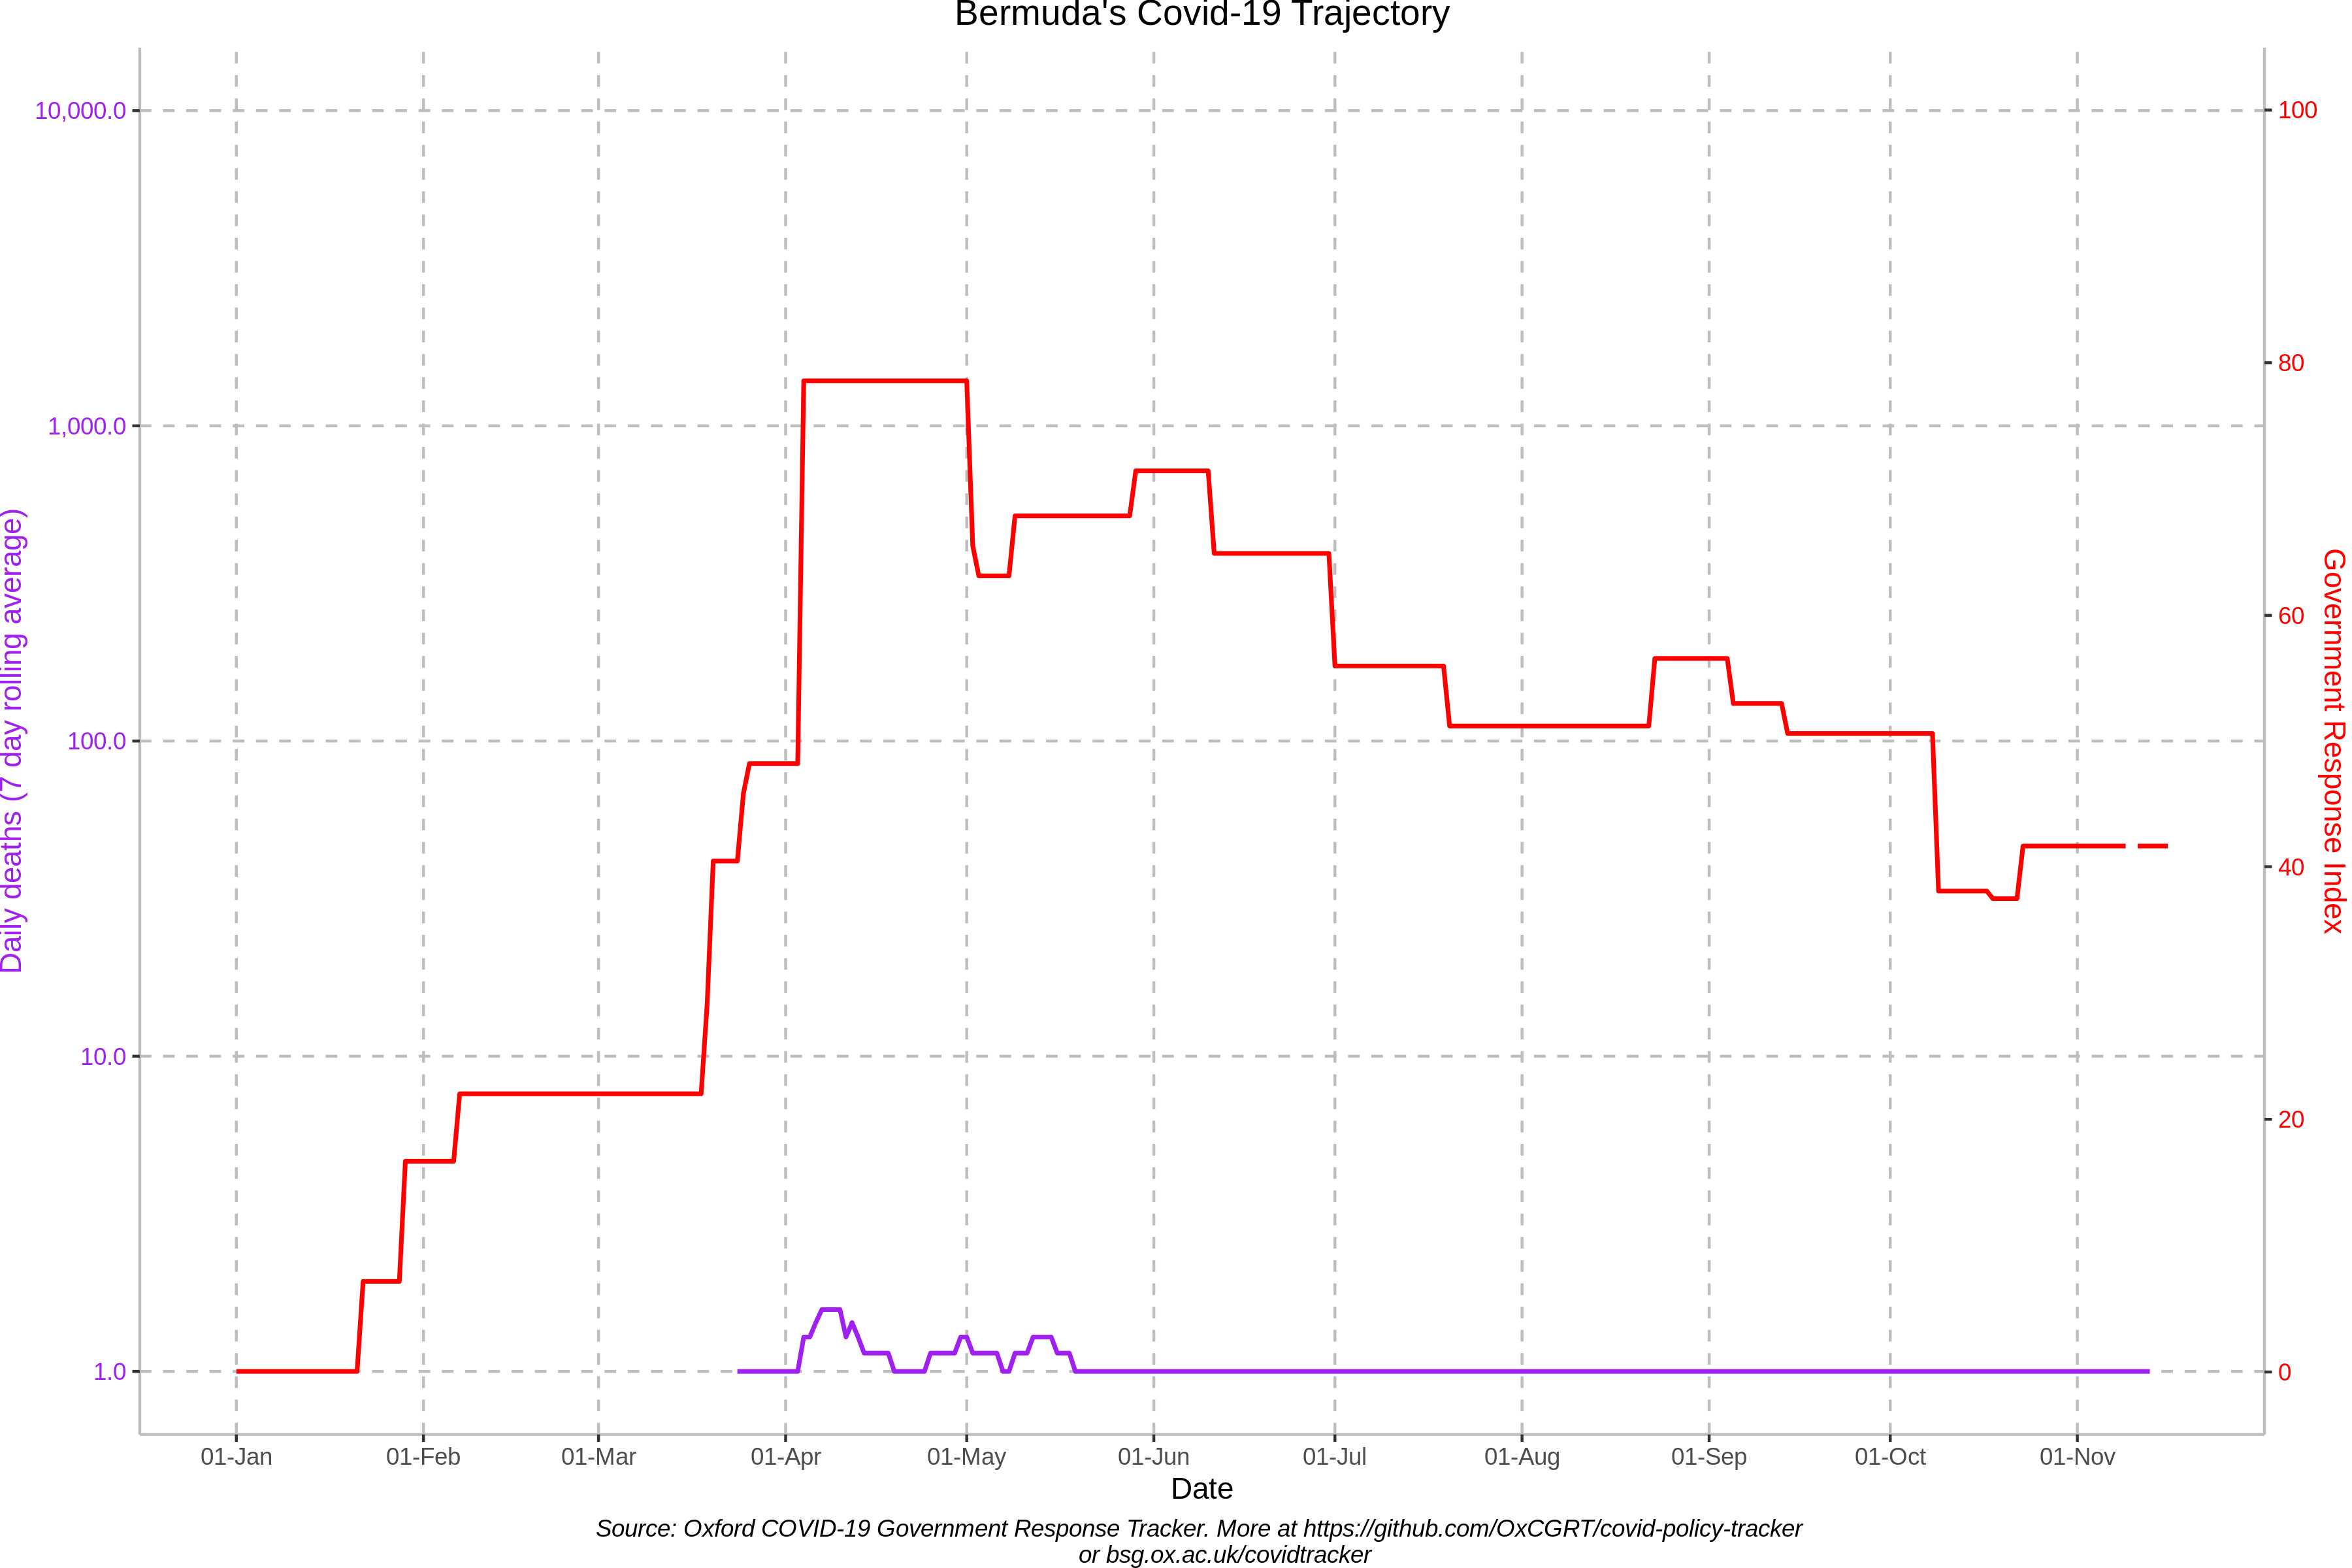 Bermuda's Covid-19 Trajectory
10,000.0
1,000.0
100.0
10.0
1.0
Daily deaths (7 day rolling average)
100
80
60
40
20
0
Government Response Index
01-Jan 01-Feb 01-Mar 01-Apr 01-May 01-Jun 01-Jul 01-Aug 01-Sep 01-Oct 01-Nov
Date
Source: Oxford COVID-19 Government Response Tracker. More at https://github.com/OxCGRT/covid-policy-tracker
or bsg.ox.ac.uk/covidtracker